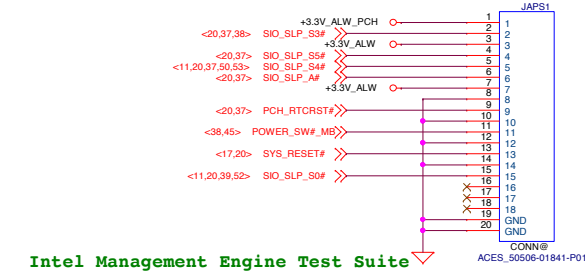 JAPS1
+3.3V_ALW_PCH 1 1
<20,37,38> SIO_SLP_S3# 2 2
+3.3V_ALW 3 3
<20,37> SIO_SLP_S5# 4 4
<11,20,37,50,53> SIO_SLP_S4# 5 5
<20,37> SIO_SLP_A# 6 6
+3.3V_ALW 7 7
8 8
<20,37> PCH_RTCRST# 9 9
10 10
<38,45> POWER_SW#_MB 11 11
12 12
<17,20> SYS_RESET# 13 13
14 14
<11,20,39,52> SIO_SLP_S0# 15 15
16 16
17 17
18 18
19 GND
20 GND
CONN@
Intel Management Engine Test Suite
ACES_50506-01841-P01